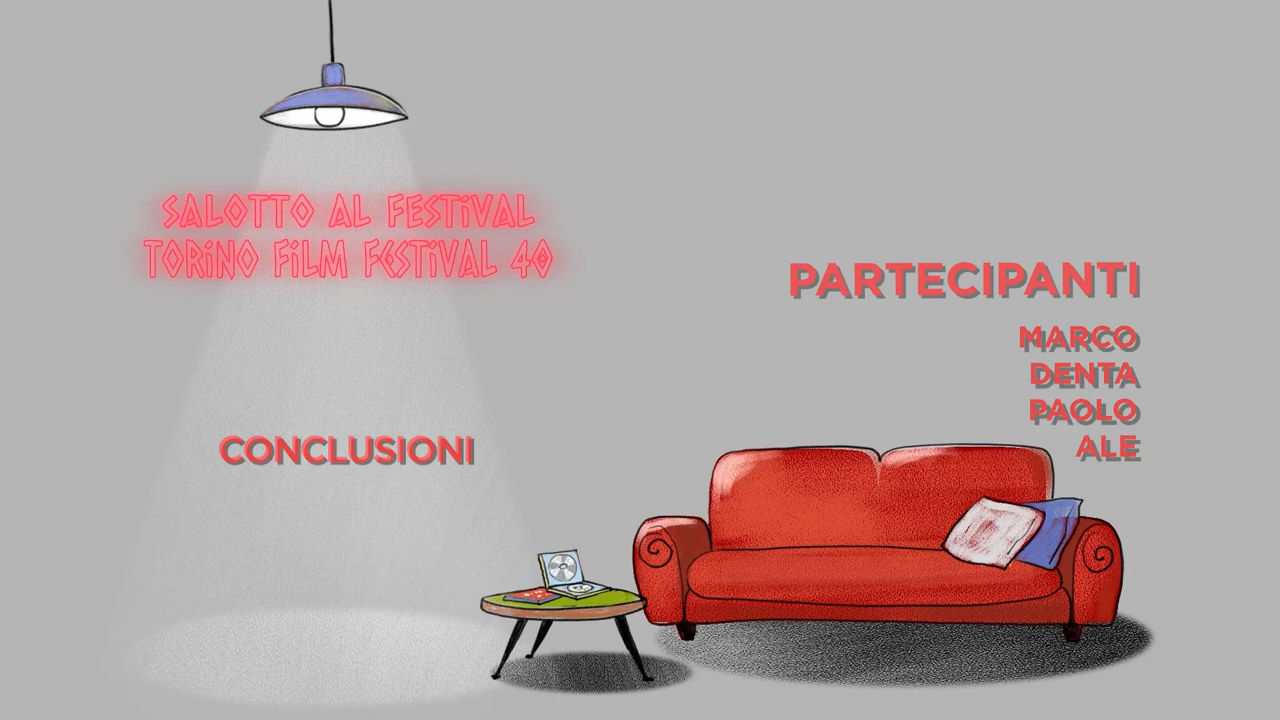 SALOTTO AL FESTiVAL
TORiNO FiLM FESTiVAL 40
CONCLUSIONI
PARTECIPANTI
MARCO
DENTA
PAOLO
ALE